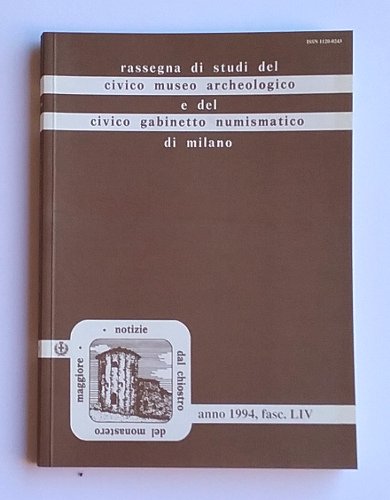 ISSN 1120-0243
rassegna di studi del
civico museo archeologico
e del
civico gabinetto numismatico
di milano
notizie
dal chiostro
del monastero
maggiore
anno 1994, fasc. LIV